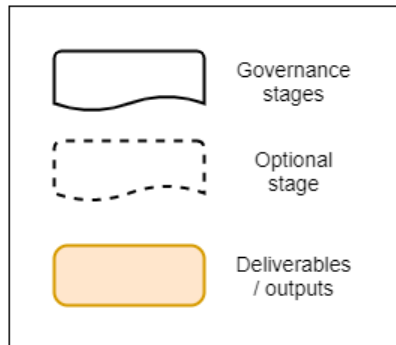 Governance
stages
Optional
stage
Deliverables
/ outputs